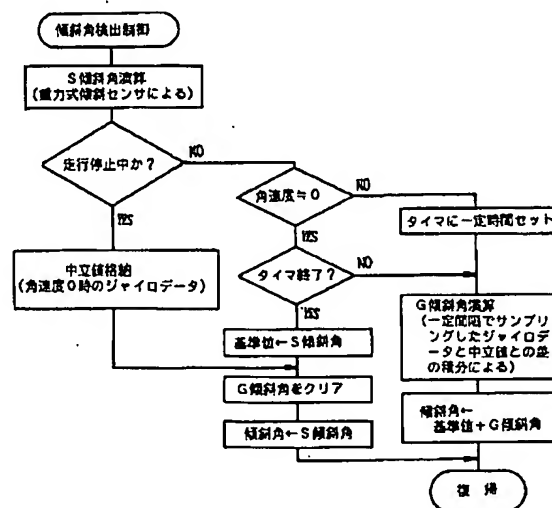 傾斜角検出制御
S傾斜角演算
(重力式傾斜センサによる)
走行停止中か?
NO
YES
中立値格納
(角速度0時のジャイロデータ)
角速度≒0
NO
YES
タイマに一定時間セット
タイマ終了?
NO
YES
基準値←S傾斜角
G傾斜角をクリア
傾斜角←S傾斜角
G傾斜角演算
(一定間隔でサンプリ
ングしたジャイロデ
ータと中立値との差
の積分による)
傾斜角←
基準値+G傾斜角
復帰